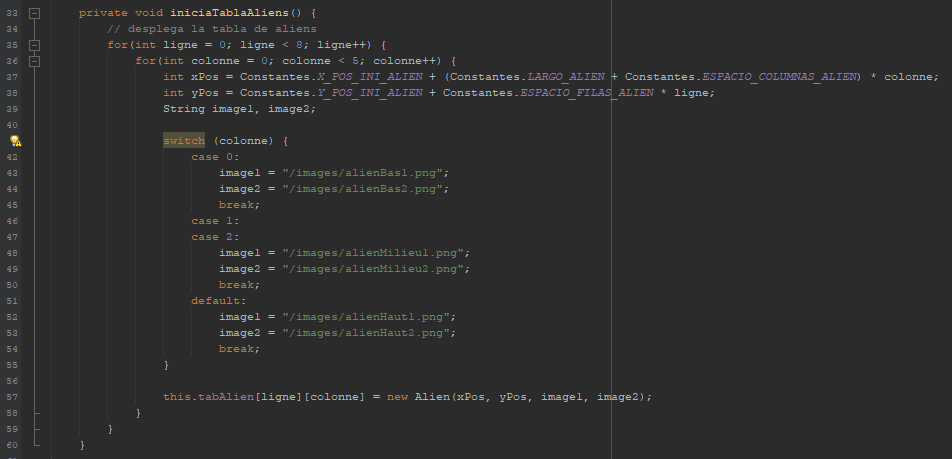 33 private void iniciaTablaAliens() {
34 // desplega la tabla de aliens
35 for(int ligne = 0; ligne < 8; ligne++) {
36 for(int colonne = 0; colonne < 5; colonne++) {
37 int xPos = Constantes.X_POS_INI_ALIEN + (Constantes.LARGO_ALIEN + Constantes.ESPACIO_COLUMNAS_ALIEN) * colonne;
38 int yPos = Constantes.Y_POS_INI_ALIEN + Constantes.ESPACIO_FILAS_ALIEN * ligne;
39 String image1, image2;
40
switch (colonne) {
42 case 0:
43 image1 = "/images/alienBas1.png";
44 image2 = "/images/alienBas2.png";
45 break;
46 case 1:
47 case 2:
48 image1 = "/images/alienMilieu1.png";
49 image2 = "/images/alienMilieu2.png";
50 break;
51 default:
52 image1 = "/images/alienHaut1.png";
53 image2 = "/images/alienHaut2.png";
54 break;
55 }
56
57 this.tabAlien[ligne][colonne] = new Alien(xPos, yPos, image1, image2);
58 }
59 }
60 }